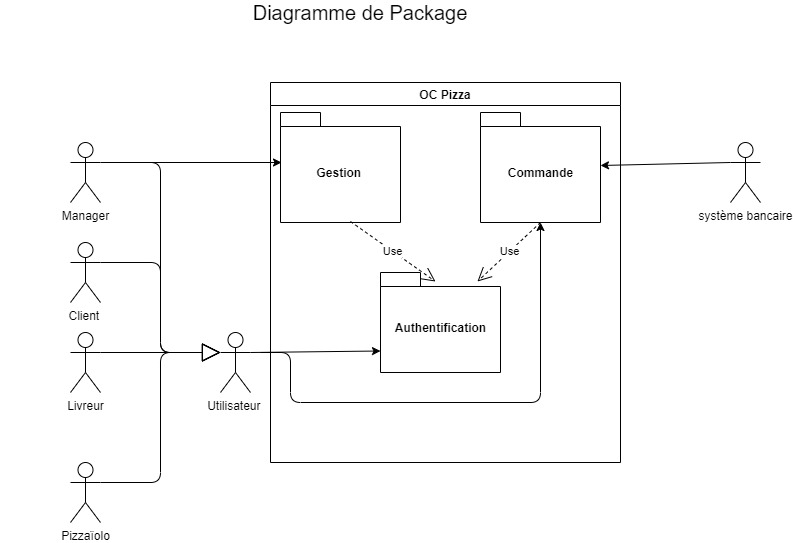 Diagramme de Package
OC Pizza
Gestion
Commande
Manager
système bancaire
Use
Use
Client
Authentification
Livreur
Utilisateur
Pizzaïolo